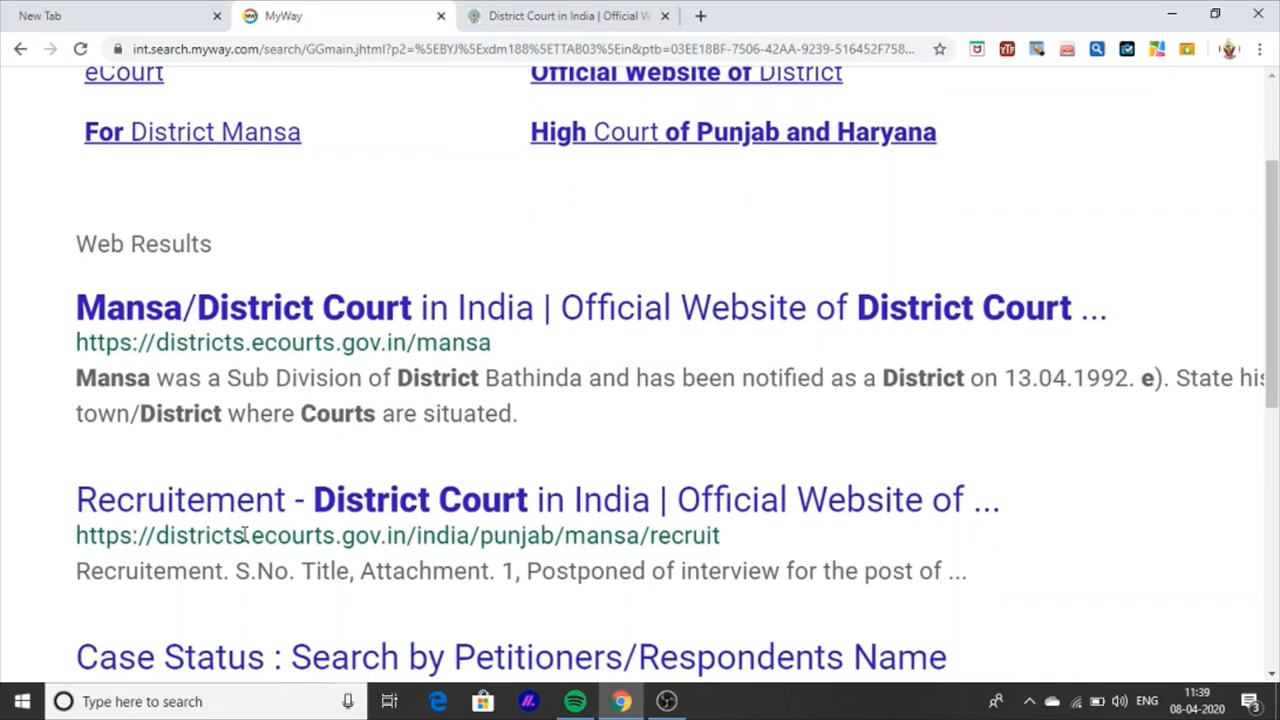 New Tab
MyWay
District Court in India | Official W
int.search.myway.com/search/GGmain.jhtml?p2=%5EBYJ%5Exdm188%5ETTAB03%5Ein&ptb=03EE18BF-7506-42AA-9239-516452F758...
eCourt
Official Website of District
For District Mansa
High Court of Punjab and Haryana
Web Results
Mansa/District Court in India | Official Website of District Court ...
https://districts.ecourts.gov.in/mansa
Mansa was a Sub Division of District Bathinda and has been notified as a District on 13.04.1992. e). State his
town/District where Courts are situated.
Recruitement - District Court in India | Official Website of ...
https://districts.ecourts.gov.in/india/punjab/mansa/recruit
Recruitement. S.No. Title, Attachment. 1, Postponed of interview for the post of ...
Case Status : Search by Petitioners/Respondents Name
Type here to search
ENG
11:39
08-04-2020
3